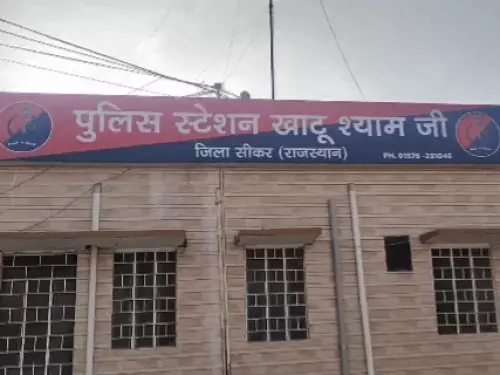 पुलिस स्टेशन खाटू श्याम जी
जिला सीकर (राजस्थान)
PH. 01576 -231046